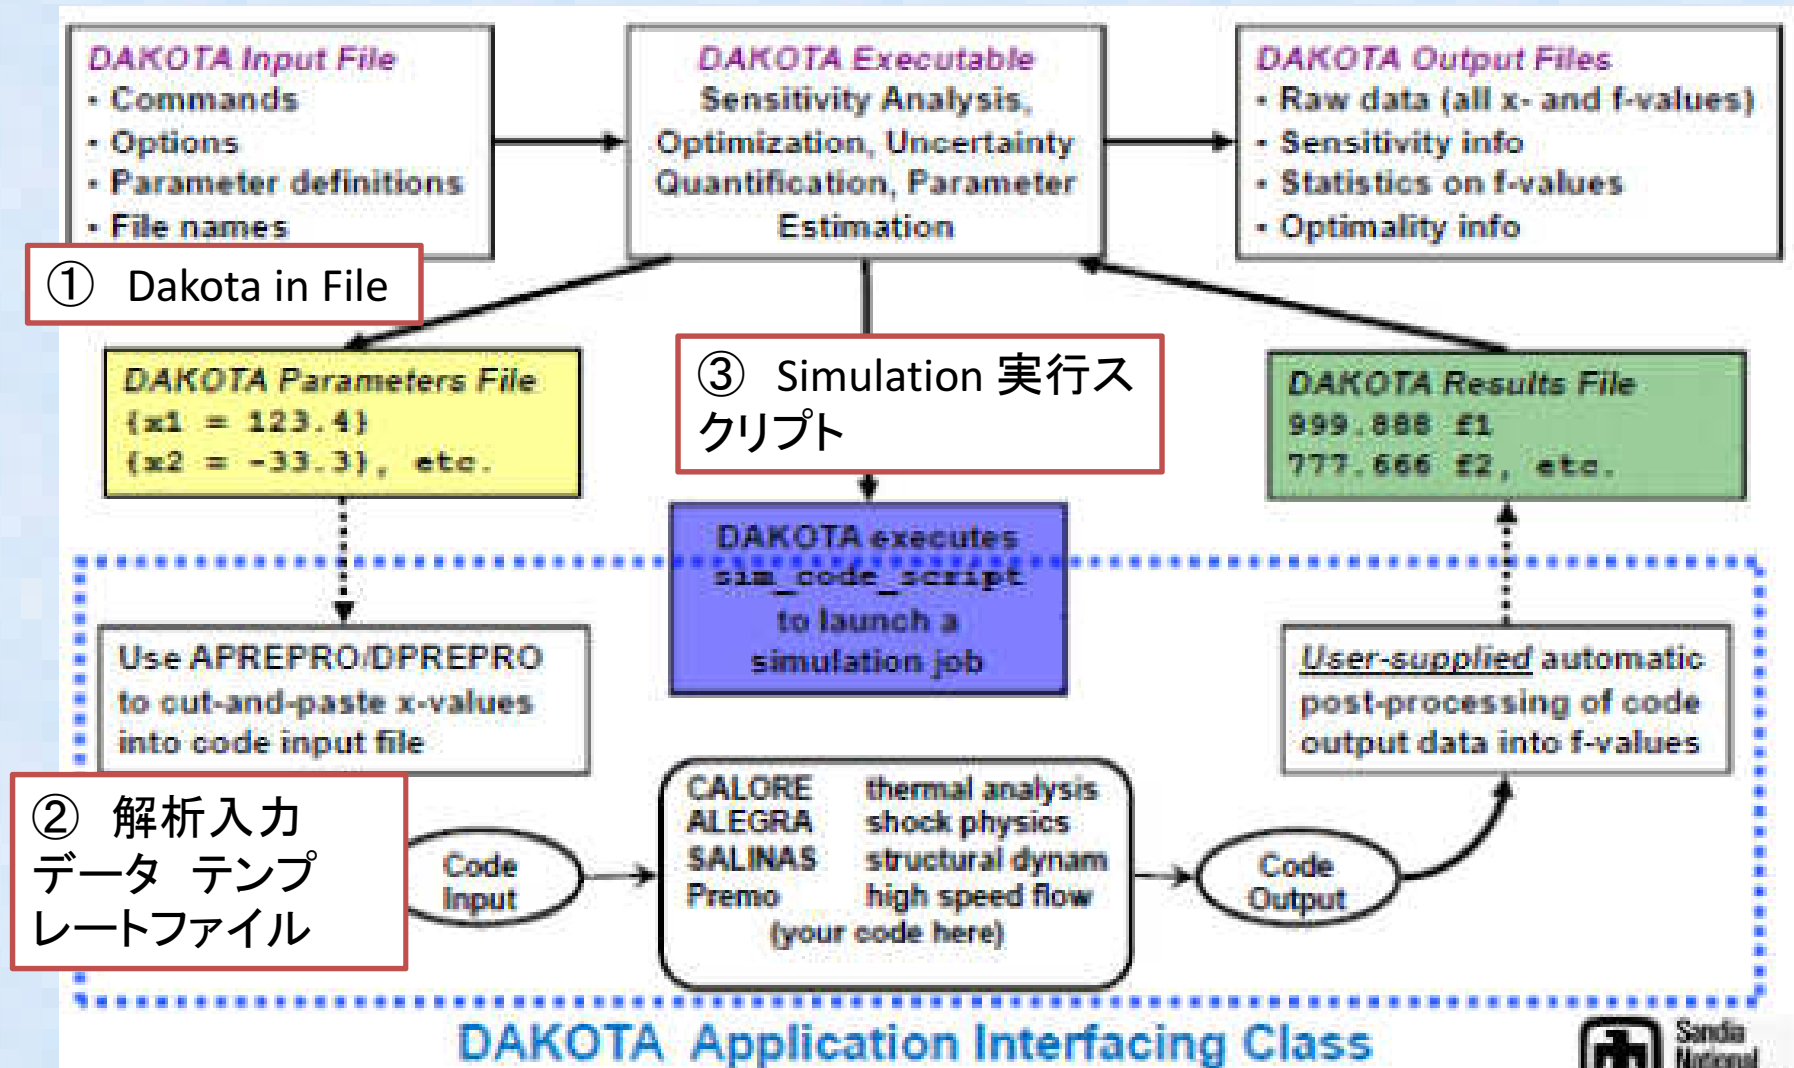 DAKOTA Input File
• Commands
• Options
• Parameter definitions
• File names
DAKOTA Executable
Sensitivity Analysis,
Optimization, Uncertainty
Quantification, Parameter
Estimation
DAKOTA Output Files
• Raw data (all x- and f-values)
• Sensitivity info
• Statistics on f-values
• Optimality info
① Dakota in File
DAKOTA Parameters File
{x1 = 123.4}
{x2 = -33.3}, etc.
③ Simulation 実行ス
クリプト
DAKOTA Results File
999.888 f1
777.666 f2, etc.
DAKOTA executes
sim_code_script
to launch a
simulation job
Use APREPRO/DPREPRO
to cut-and-paste x-values
into code input file
User-supplied automatic
post-processing of code
output data into f-values
② 解析入力
データ テンプ
レートファイル
Code
Input
CALORE thermal analysis
ALEGRA shock physics
SALINAS structural dynam
Premo high speed flow
(your code here)
Code
Output
DAKOTA Application Interfacing Class
Sandia
National